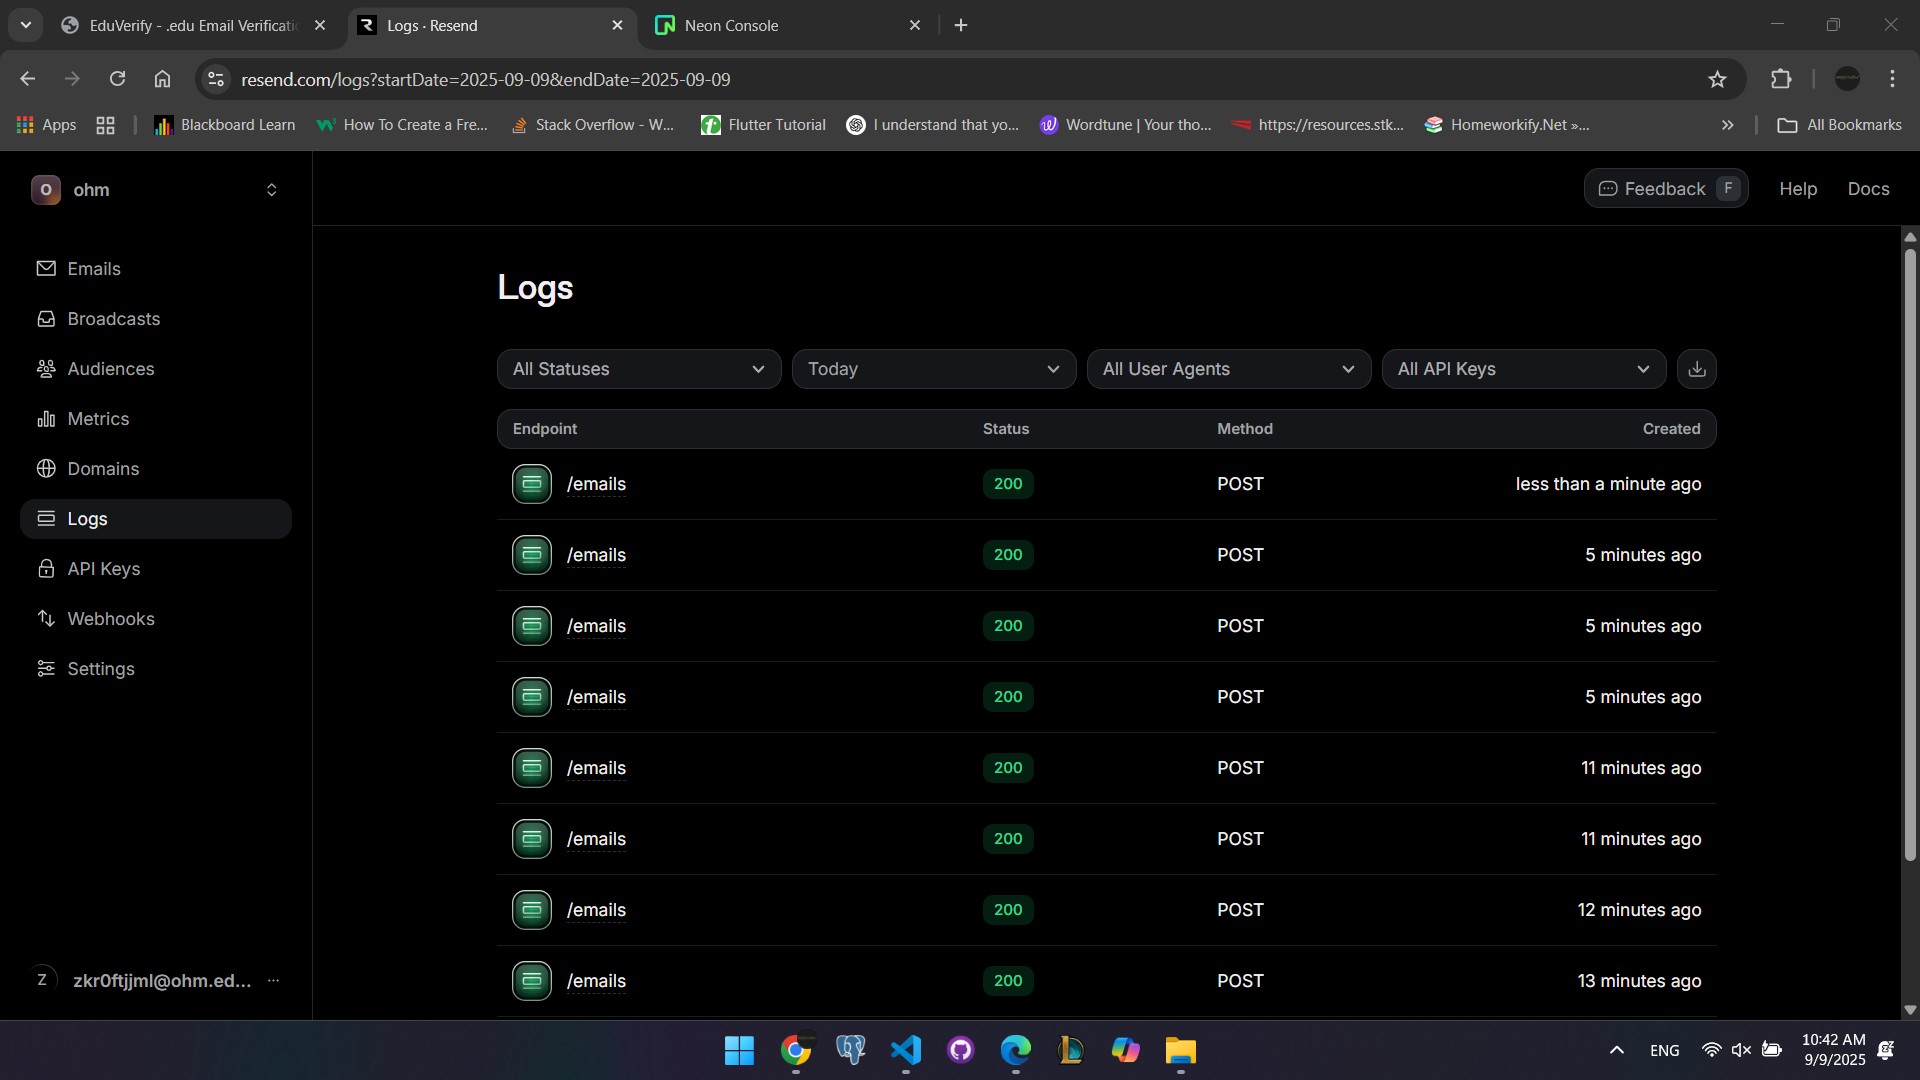 EduVerify - .edu Email Verificati
Logs · Resend
Neon Console
resend.com/logs?startDate=2025-09-09&endDate=2025-09-09
Apps
Blackboard Learn
How To Create a Fre...
Stack Overflow - W...
Flutter Tutorial
I understand that yo...
Wordtune | Your tho...
https://resources.stk...
Homeworkify.Net »...
» All Bookmarks
O ohm
Feedback F Help Docs
Emails
Broadcasts
Audiences
Metrics
Domains
Logs
API Keys
Webhooks
Settings
Z zkr0ftjjml@ohm.ed... ...
Logs
All Statuses Today All User Agents All API Keys
Endpoint Status Method Created
/emails 200 POST less than a minute ago
/emails 200 POST 5 minutes ago
/emails 200 POST 5 minutes ago
/emails 200 POST 5 minutes ago
/emails 200 POST 11 minutes ago
/emails 200 POST 11 minutes ago
/emails 200 POST 12 minutes ago
/emails 200 POST 13 minutes ago
ENG
10:42 AM
9/9/2025